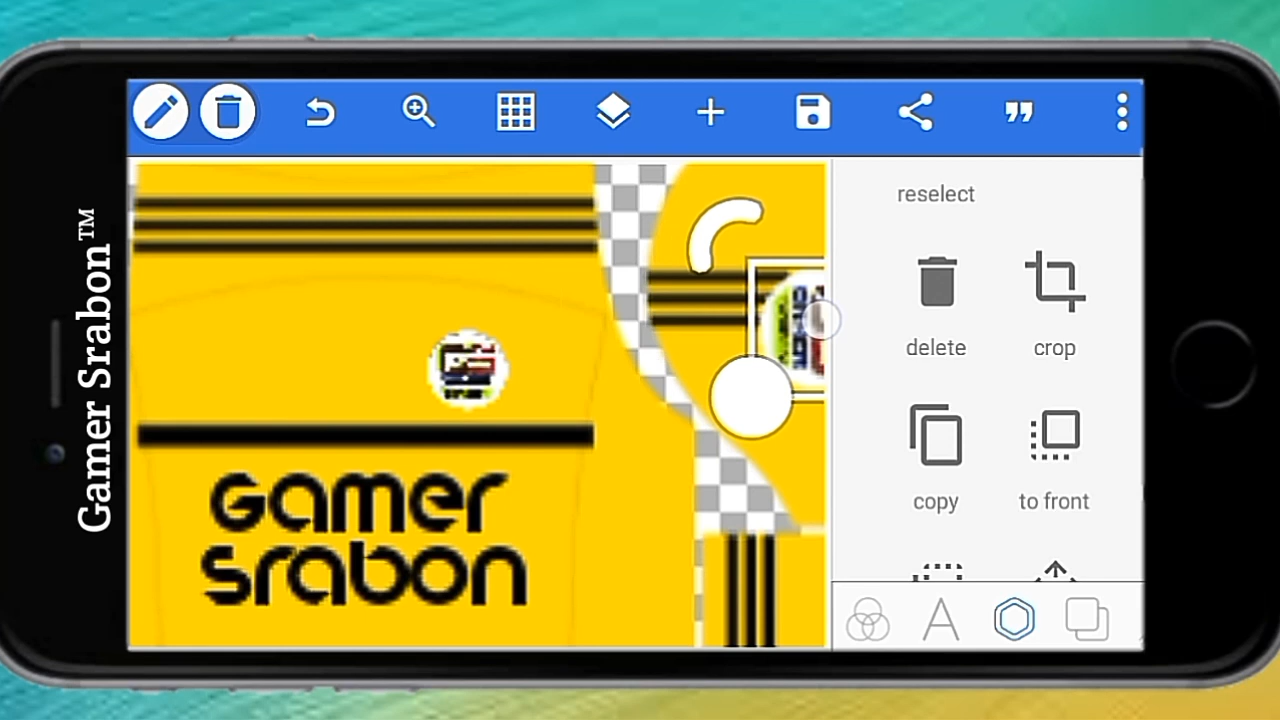 Gamer Srabon™
reselect
delete
crop
copy
to front
Gamer
srabon
A